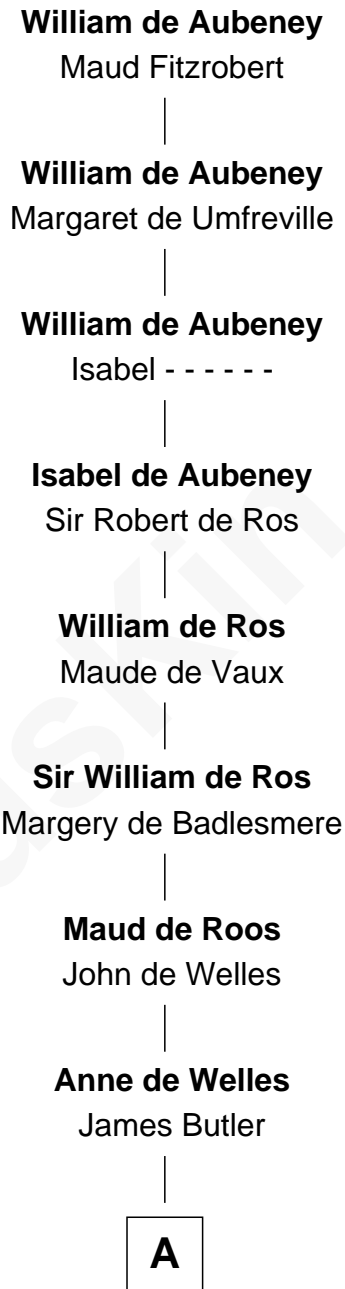 William de Aubeney
Maud Fitzrobert
William de Aubeney
Margaret de Umfreville
William de Aubeney
Isabel - - - - - -
Isabel de Aubeney
Sir Robert de Ros
William de Ros
Maude de Vaux
Sir William de Ros
Margery de Badlesmere
Maud de Roos
John de Welles
Anne de Welles
James Butler
A